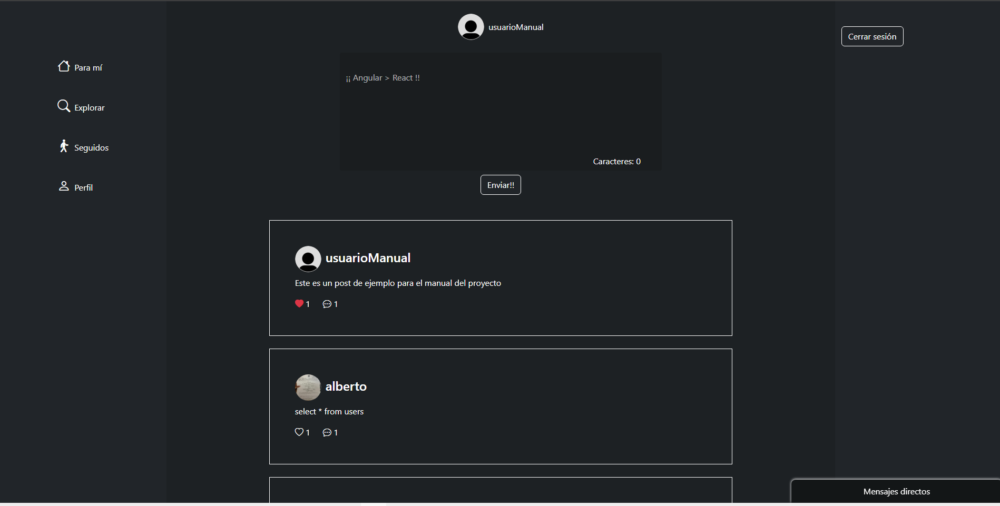 usuarioManual
Cerrar sesión
Para mí
Explorar
Seguidos
Perfil
¡¡ Angular > React !!
Caracteres: 0
Enviar!!
usuarioManual
Este es un post de ejemplo para el manual del proyecto
1 1
alberto
select * from users
1 1
Mensajes directos